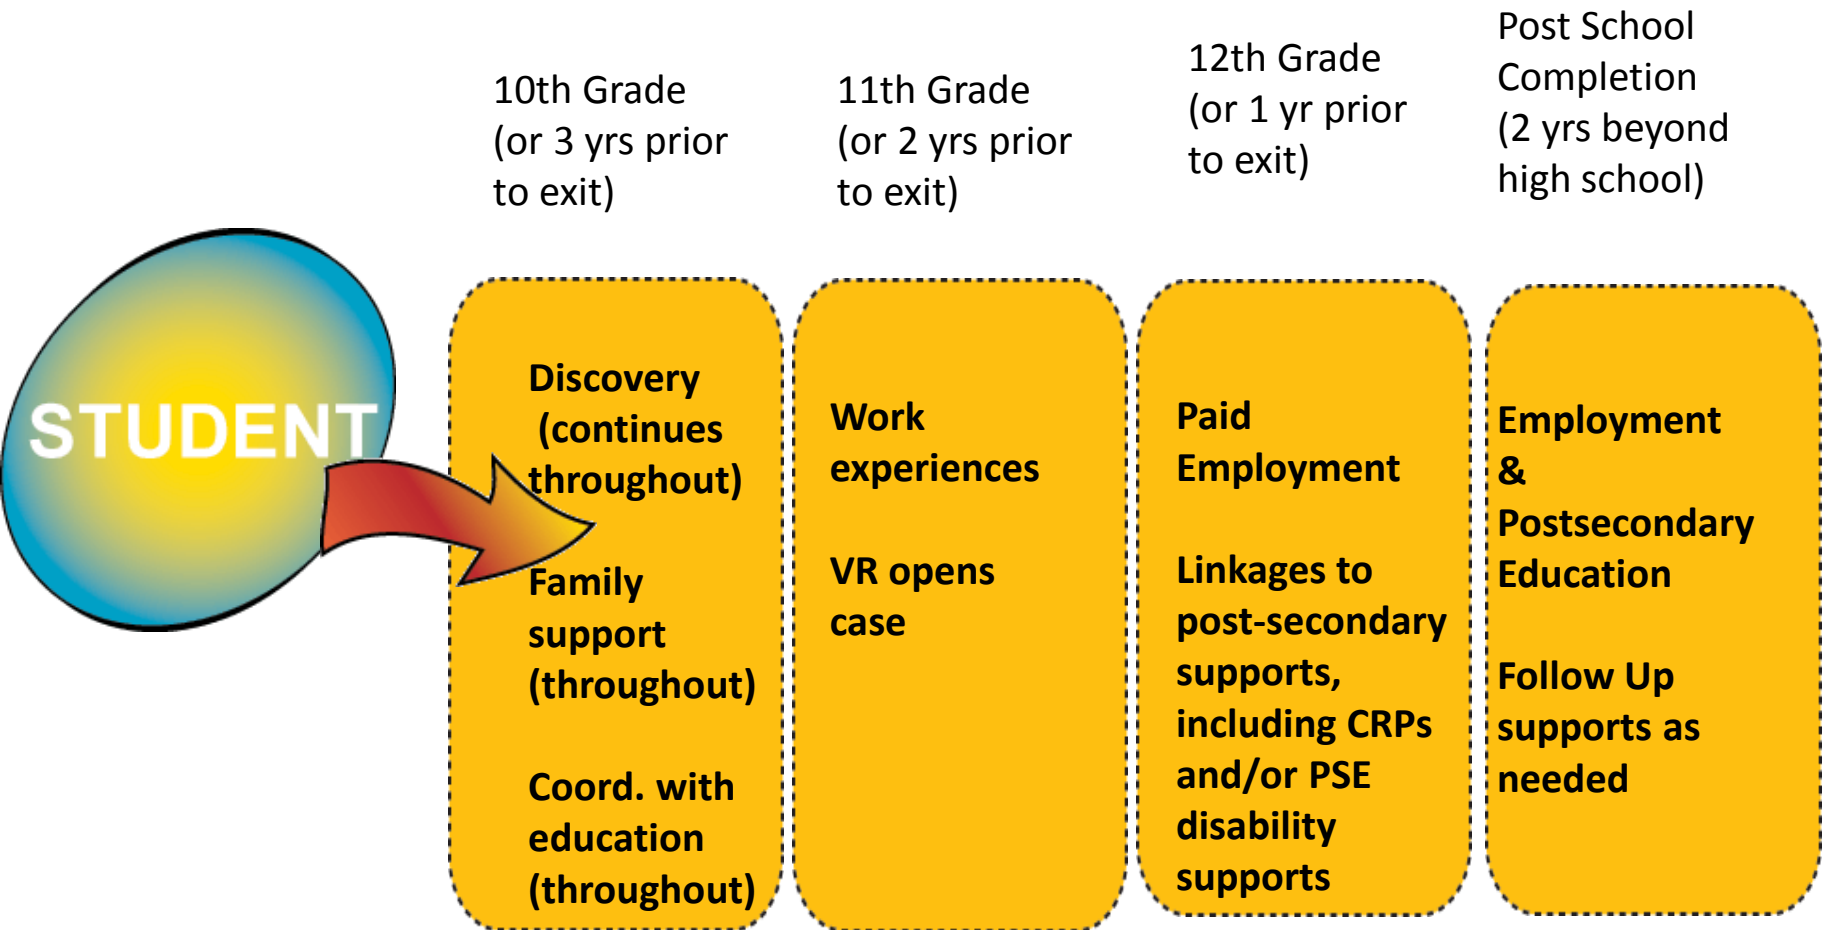 10th Grade
(or 3 yrs prior
to exit)
11th Grade
(or 2 yrs prior
to exit)
12th Grade
(or 1 yr prior
to exit)
Post School
Completion
(2 yrs beyond
high school)
STUDENT
Discovery
(continues
throughout)
Family
support
(throughout)
Coord. with
education
(throughout)
Work
experiences
VR opens
case
Paid
Employment
Linkages to
post-secondary
supports,
including CRPs
and/or PSE
disability
supports
Employment
&
Postsecondary
Education
Follow Up
supports as
needed